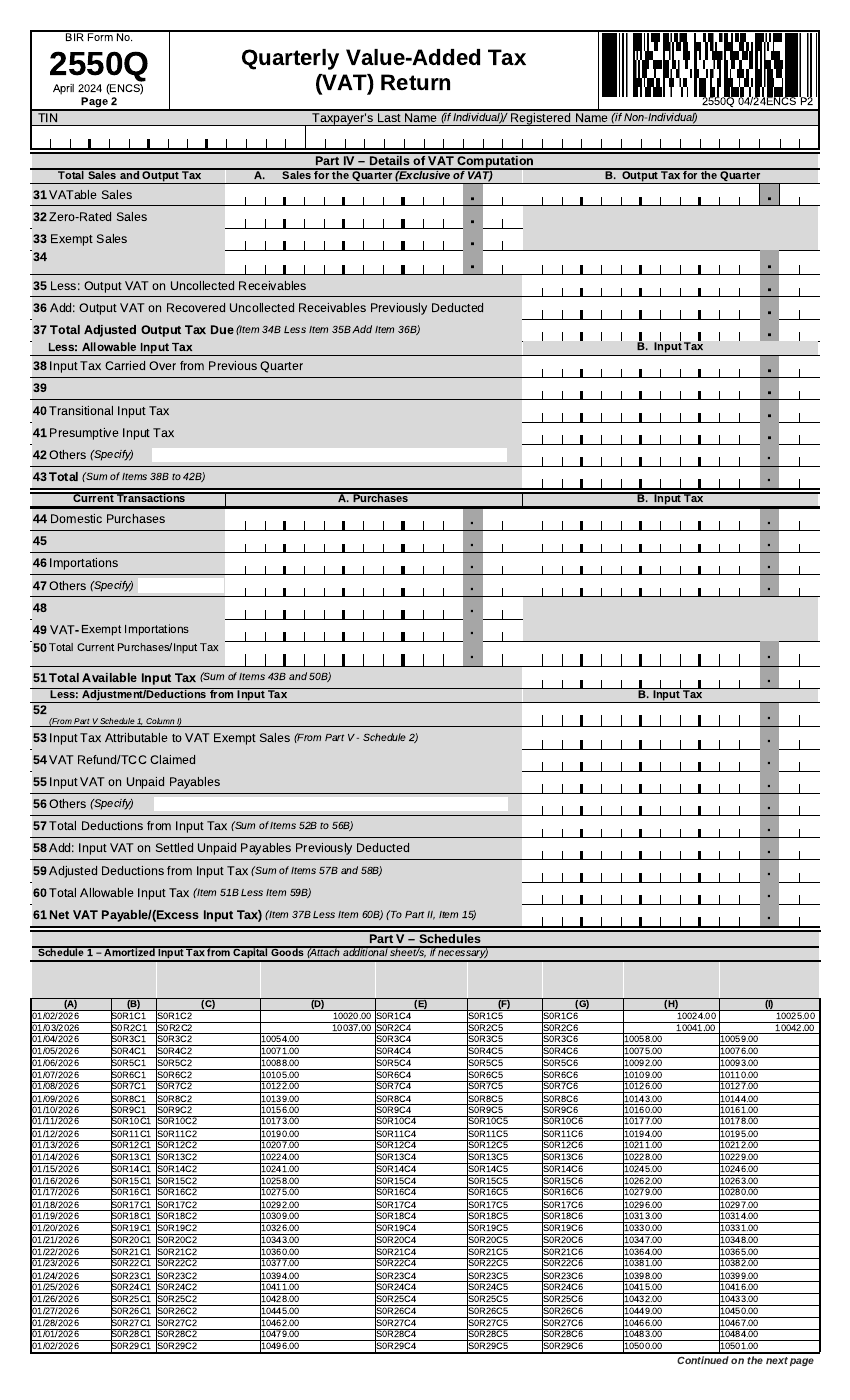 BIR Form No.
2550Q
April 2024 (ENCS)
Page 2
Quarterly Value-Added Tax
(VAT) Return
2550Q 04/24ENCS P2
TIN Taxpayer's Last Name (if Individual)/ Registered Name (if Non-Individual)
Part IV – Details of VAT Computation
Total Sales and Output Tax A. Sales for the Quarter (Exclusive of VAT) B. Output Tax for the Quarter
31 VATable Sales . .
32 Zero-Rated Sales .
33 Exempt Sales .
34 . .
35 Less: Output VAT on Uncollected Receivables .
36 Add: Output VAT on Recovered Uncollected Receivables Previously Deducted .
37 Total Adjusted Output Tax Due (Item 34B Less Item 35B Add Item 36B) .
Less: Allowable Input Tax B. Input Tax
38 Input Tax Carried Over from Previous Quarter .
39 .
40 Transitional Input Tax .
41 Presumptive Input Tax .
42 Others (Specify) .
43 Total (Sum of Items 38B to 42B) .
Current Transactions A. Purchases B. Input Tax
44 Domestic Purchases . .
45 . .
46 Importations . .
47 Others (Specify) . .
48 .
49 VAT-Exempt Importations .
50 Total Current Purchases/Input Tax . .
51 Total Available Input Tax (Sum of Items 43B and 50B) .
Less: Adjustment/Deductions from Input Tax B. Input Tax
52 .
(From Part V Schedule 1, Column I)
53 Input Tax Attributable to VAT Exempt Sales (From Part V - Schedule 2) .
54 VAT Refund/TCC Claimed .
55 Input VAT on Unpaid Payables .
56 Others (Specify) .
57 Total Deductions from Input Tax (Sum of Items 52B to 56B) .
58 Add: Input VAT on Settled Unpaid Payables Previously Deducted .
59 Adjusted Deductions from Input Tax (Sum of Items 57B and 58B) .
60 Total Allowable Input Tax (Item 51B Less Item 59B) .
61 Net VAT Payable/(Excess Input Tax) (Item 37B Less Item 60B) (To Part II, Item 15) .
Part V – Schedules
Schedule 1 – Amortized Input Tax from Capital Goods (Attach additional sheet/s, if necessary)
(A) (B) (C) (D) (E) (F) (G) (H) (I)
01/02/2026 S0R1C1 S0R1C2 10020.00 S0R1C4 S0R1C5 S0R1C6 10024.00 10025.00
01/03/2026 S0R2C1 S0R2C2 10037.00 S0R2C4 S0R2C5 S0R2C6 10041.00 10042.00
01/04/2026 S0R3C1 S0R3C2 10054.00 S0R3C4 S0R3C5 S0R3C6 10058.00 10059.00
01/05/2026 S0R4C1 S0R4C2 10071.00 S0R4C4 S0R4C5 S0R4C6 10075.00 10076.00
01/06/2026 S0R5C1 S0R5C2 10088.00 S0R5C4 S0R5C5 S0R5C6 10092.00 10093.00
01/07/2026 S0R6C1 S0R6C2 10105.00 S0R6C4 S0R6C5 S0R6C6 10109.00 10110.00
01/08/2026 S0R7C1 S0R7C2 10122.00 S0R7C4 S0R7C5 S0R7C6 10126.00 10127.00
01/09/2026 S0R8C1 S0R8C2 10139.00 S0R8C4 S0R8C5 S0R8C6 10143.00 10144.00
01/10/2026 S0R9C1 S0R9C2 10156.00 S0R9C4 S0R9C5 S0R9C6 10160.00 10161.00
01/11/2026 S0R10C1 S0R10C2 10173.00 S0R10C4 S0R10C5 S0R10C6 10177.00 10178.00
01/12/2026 S0R11C1 S0R11C2 10190.00 S0R11C4 S0R11C5 S0R11C6 10194.00 10195.00
01/13/2026 S0R12C1 S0R12C2 10207.00 S0R12C4 S0R12C5 S0R12C6 10211.00 10212.00
01/14/2026 S0R13C1 S0R13C2 10224.00 S0R13C4 S0R13C5 S0R13C6 10228.00 10229.00
01/15/2026 S0R14C1 S0R14C2 10241.00 S0R14C4 S0R14C5 S0R14C6 10245.00 10246.00
01/16/2026 S0R15C1 S0R15C2 10258.00 S0R15C4 S0R15C5 S0R15C6 10262.00 10263.00
01/17/2026 S0R16C1 S0R16C2 10275.00 S0R16C4 S0R16C5 S0R16C6 10279.00 10280.00
01/18/2026 S0R17C1 S0R17C2 10292.00 S0R17C4 S0R17C5 S0R17C6 10296.00 10297.00
01/19/2026 S0R18C1 S0R18C2 10309.00 S0R18C4 S0R18C5 S0R18C6 10313.00 10314.00
01/20/2026 S0R19C1 S0R19C2 10326.00 S0R19C4 S0R19C5 S0R19C6 10330.00 10331.00
01/21/2026 S0R20C1 S0R20C2 10343.00 S0R20C4 S0R20C5 S0R20C6 10347.00 10348.00
01/22/2026 S0R21C1 S0R21C2 10360.00 S0R21C4 S0R21C5 S0R21C6 10364.00 10365.00
01/23/2026 S0R22C1 S0R22C2 10377.00 S0R22C4 S0R22C5 S0R22C6 10381.00 10382.00
01/24/2026 S0R23C1 S0R23C2 10394.00 S0R23C4 S0R23C5 S0R23C6 10398.00 10399.00
01/25/2026 S0R24C1 S0R24C2 10411.00 S0R24C4 S0R24C5 S0R24C6 10415.00 10416.00
01/26/2026 S0R25C1 S0R25C2 10428.00 S0R25C4 S0R25C5 S0R25C6 10432.00 10433.00
01/27/2026 S0R26C1 S0R26C2 10445.00 S0R26C4 S0R26C5 S0R26C6 10449.00 10450.00
01/28/2026 S0R27C1 S0R27C2 10462.00 S0R27C4 S0R27C5 S0R27C6 10466.00 10467.00
01/01/2026 S0R28C1 S0R28C2 10479.00 S0R28C4 S0R28C5 S0R28C6 10483.00 10484.00
01/02/2026 S0R29C1 S0R29C2 10496.00 S0R29C4 S0R29C5 S0R29C6 10500.00 10501.00
Continued on the next page